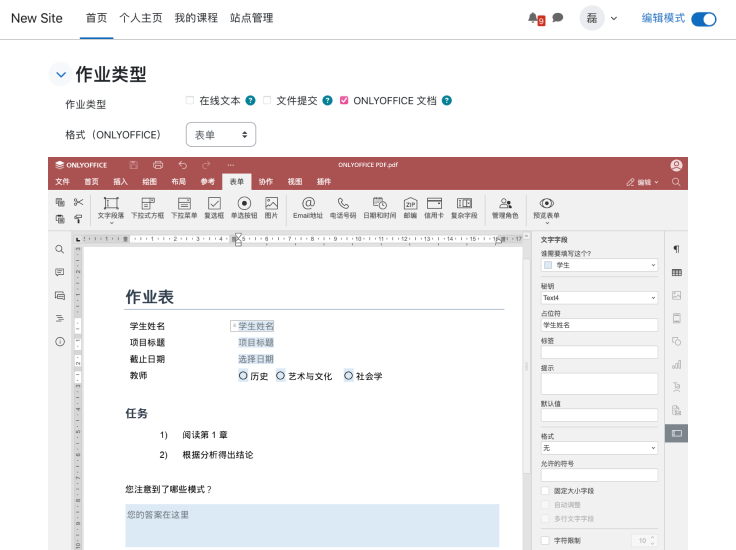 New Site 首页 个人主页 我的课程 站点管理 9 磊 编辑模式
作业类型
作业类型 在线文本 ? 文件提交 ? ONLYOFFICE 文档 ?
格式（ONLYOFFICE） 表单
ONLYOFFICE ONLYOFFICE PDF.pdf
文件 首页 插入 绘图 布局 参考 表单 协作 视图 插件 编辑
文字段落 下拉式方框 下拉菜单 复选框 单选按钮 图片 Email地址 电话号码 日期和时间 邮编 信用卡 复杂字段 管理角色 预览表单
文字字段
谁需要填写这个?
学生
秘钥
Text4
占位符
学生姓名
标签
提示
默认值
格式
无
允许的符号
固定大小字段
自动调整
多行文字字段
字符限制 10
作业表
学生姓名 学生姓名
项目标题 项目标题
截止日期 选择日期
教师 历史 艺术与文化 社会学
任务
1) 阅读第 1 章
2) 根据分析得出结论
您注意到了哪些模式？
您的答案在这里